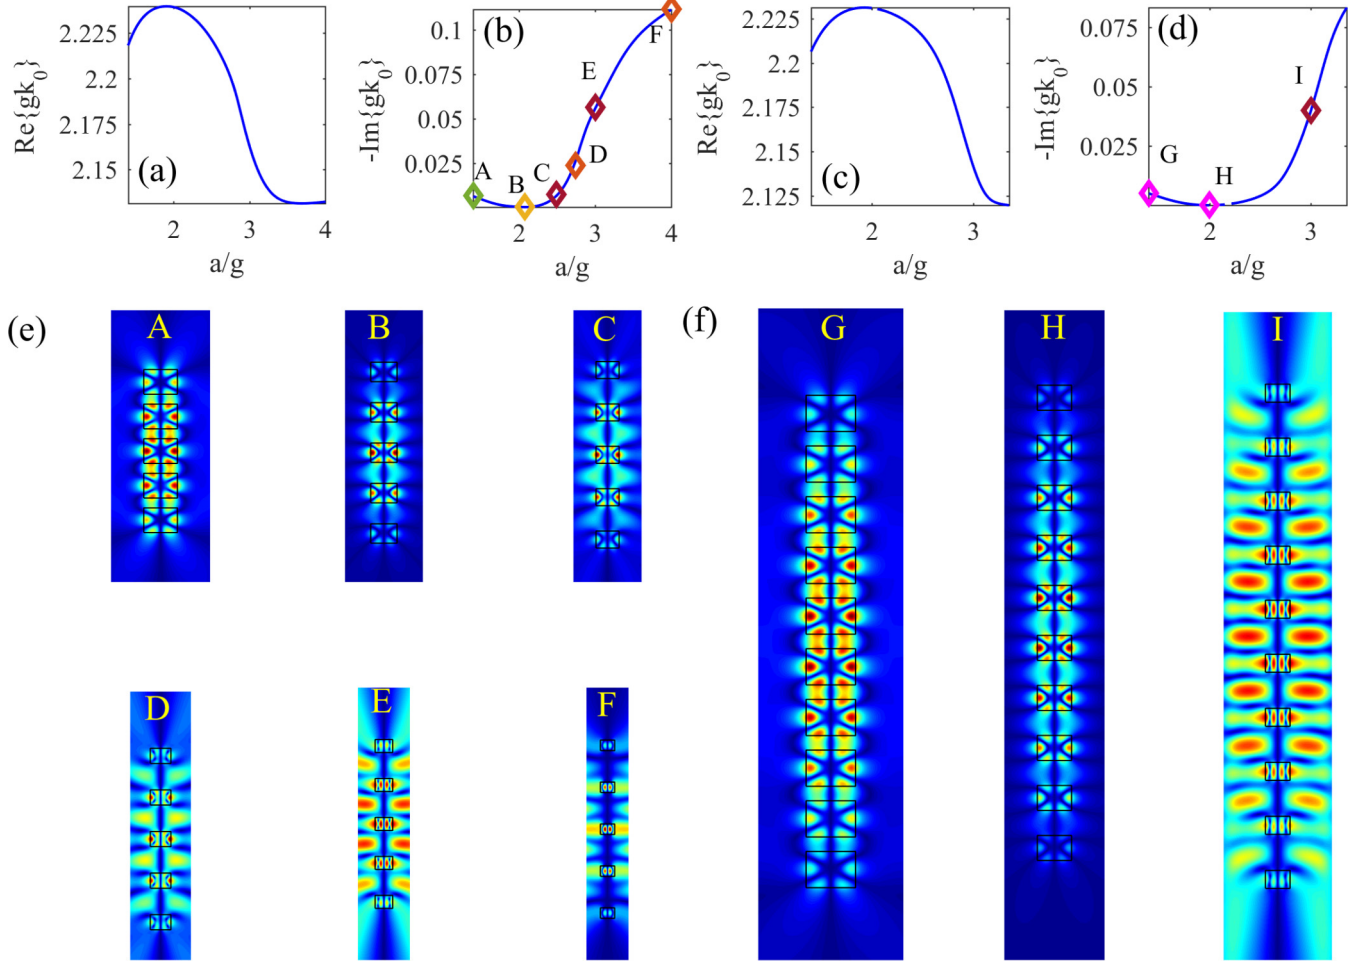 (a)
Re{gk0}
2.225
2.2
2.175
2.15
2
3
4
a/g
(b)
-Im{gk0}
0.1
0.075
0.05
0.025
A
B
C
D
E
F
2
3
4
a/g
(c)
Re{gk0}
2.225
2.2
2.175
2.15
2.125
2
3
a/g
(d)
-Im{gk0}
0.075
0.05
0.025
0
G
H
I
2
3
a/g
(e)
A
B
C
D
E
F
(f)
G
H
I